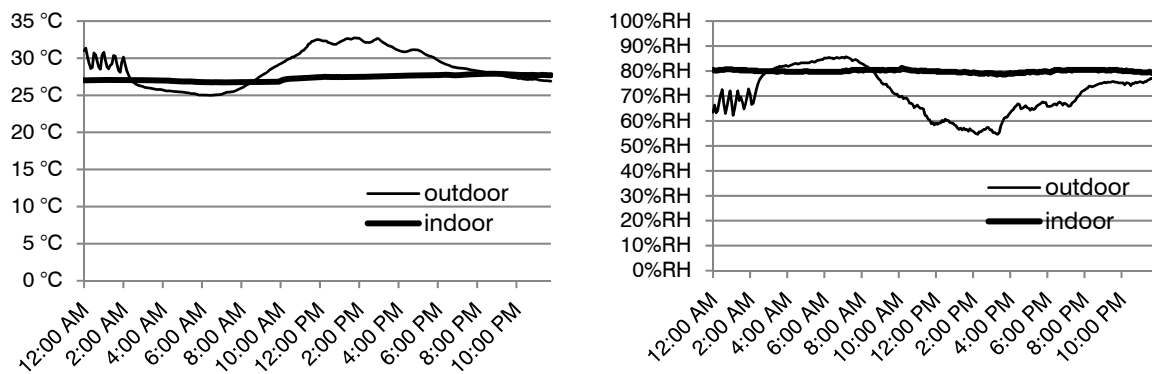 35 °C
30 °C
25 °C
20 °C
15 °C
10 °C
5 °C
0 °C
outdoor
indoor
12:00 AM
2:00 AM
4:00 AM
6:00 AM
8:00 AM
10:00 AM
12:00 PM
2:00 PM
4:00 PM
6:00 PM
8:00 PM
10:00 PM
100%RH
90%RH
80%RH
70%RH
60%RH
50%RH
40%RH
30%RH
20%RH
10%RH
0%RH
outdoor
indoor
12:00 AM
2:00 AM
4:00 AM
6:00 AM
8:00 AM
10:00 AM
12:00 PM
2:00 PM
4:00 PM
6:00 PM
8:00 PM
10:00 PM